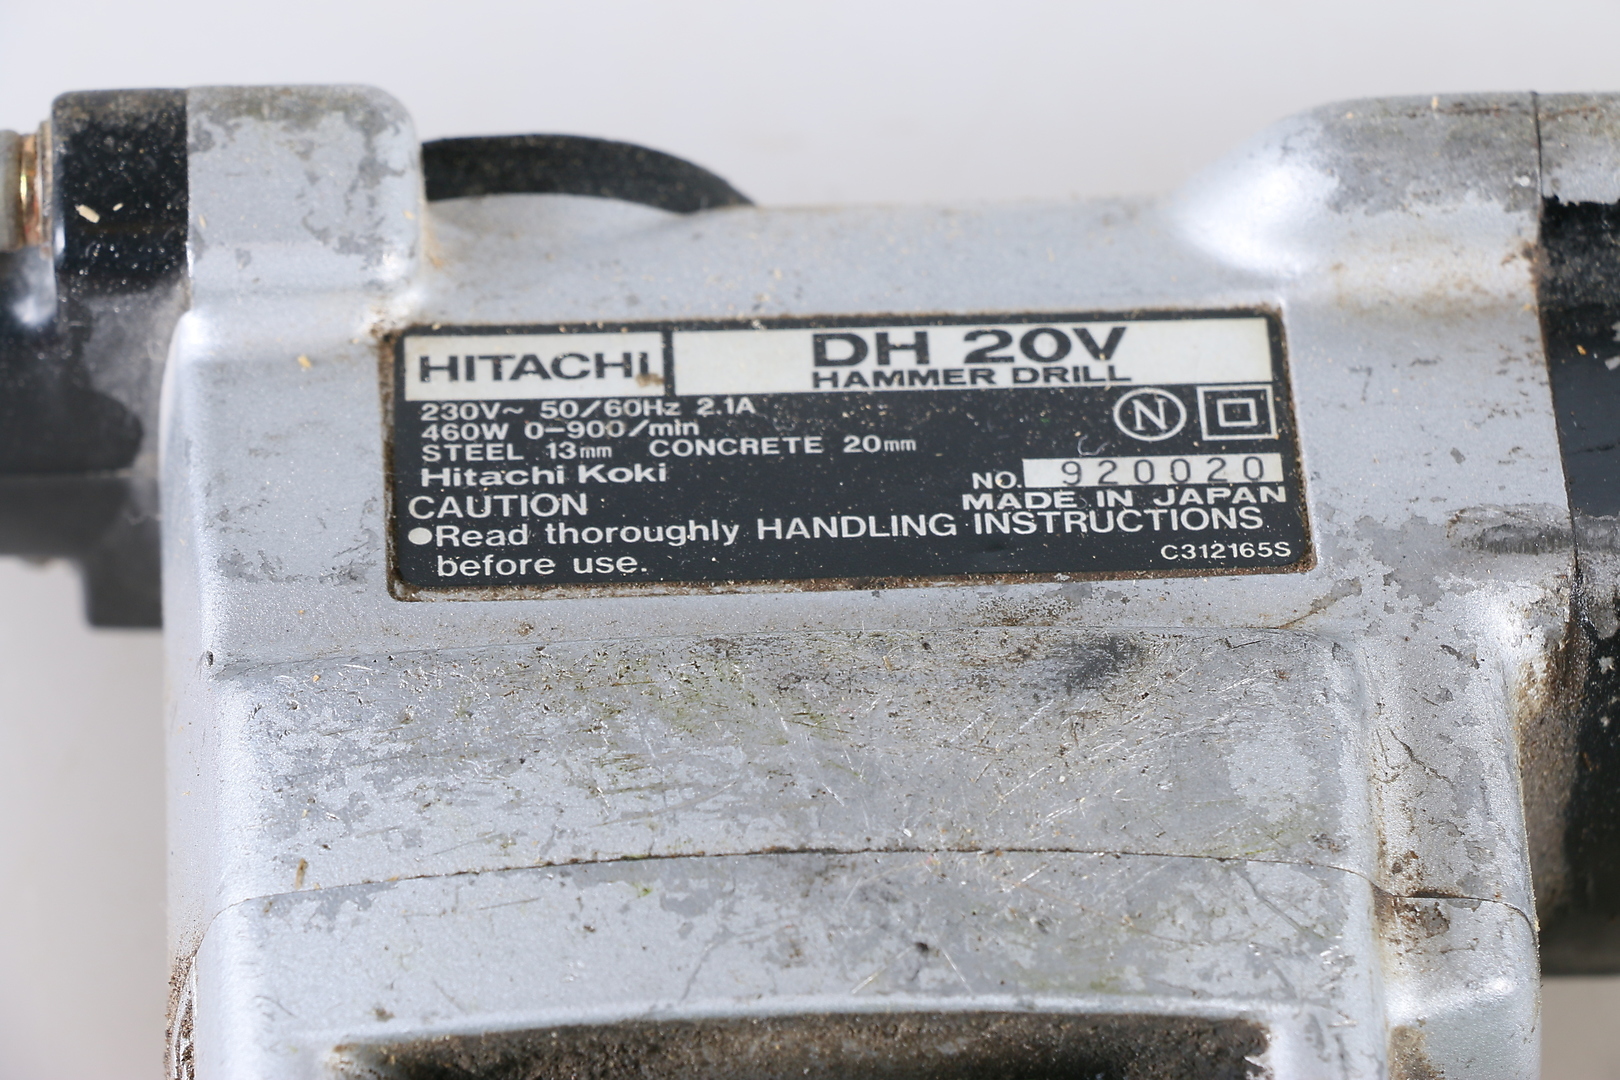 HITACHI
DH 20V
HAMMER DRILL
230V~ 50/60Hz 2.1A
460W 0-900/min
STEEL 13mm CONCRETE 20mm
N
Hitachi Koki
NO. 920020
MADE IN JAPAN
CAUTION
●Read thoroughly HANDLING INSTRUCTIONS
before use.
C312165S